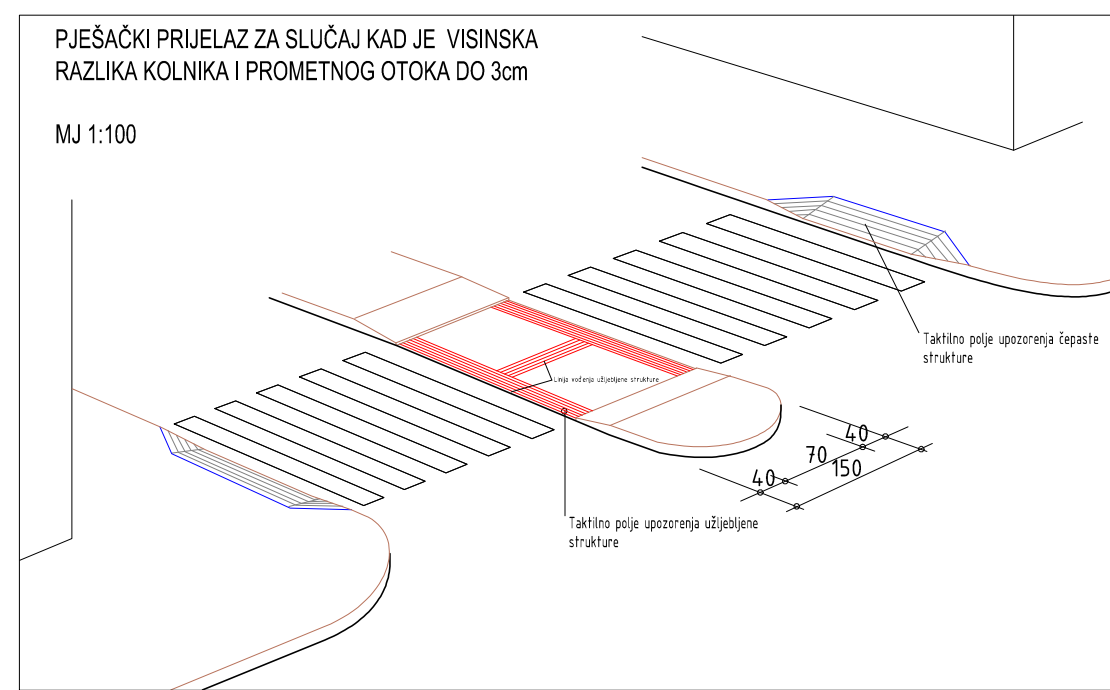 PJEŠAČKI PRIJELAZ ZA SLUČAJ KAD JE VISINSKA
RAZLIKA KOLNIKA I PROMETNOG OTOKA DO 3cm
MJ 1:100
Taktilno polje upozorenja čepaste
strukture
Linija vođenja užljebljene strukture
40
70
150
40
Taktilno polje upozorenja užljebljene
strukture